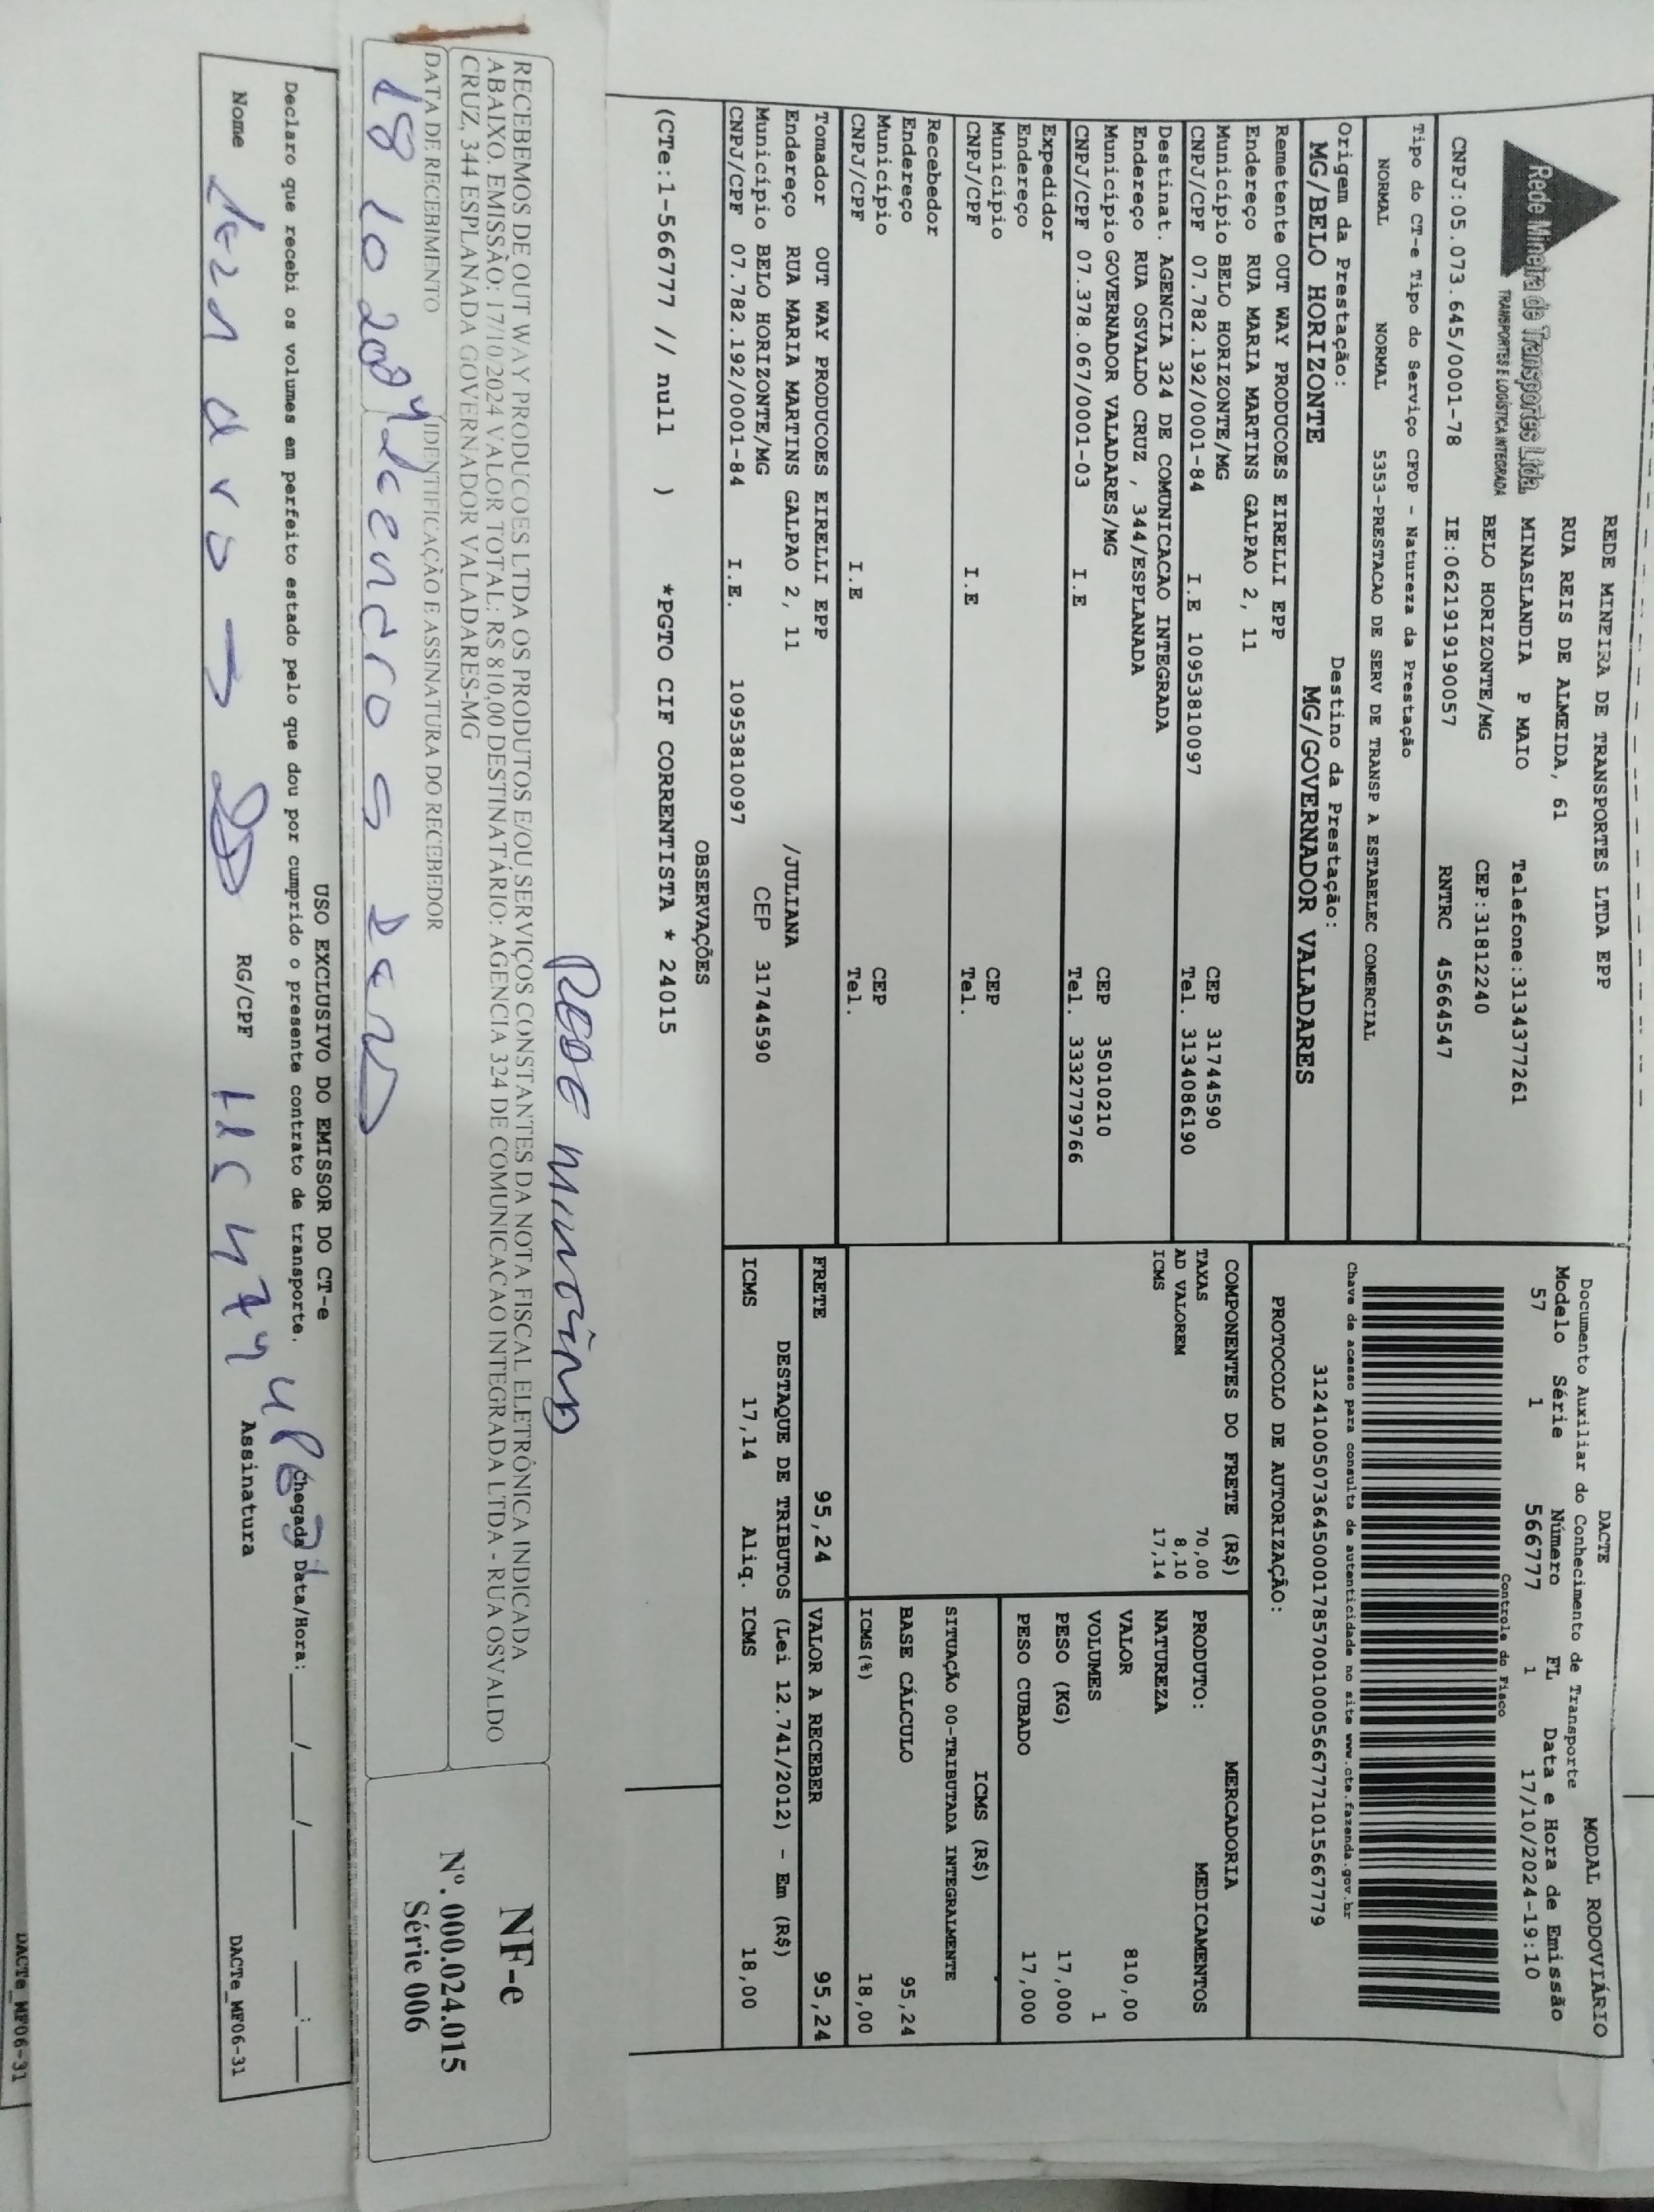 REDE MINEIRA DE TRANSPORTES LTDA EPP
RUA REIS DE ALMEIDA, 61
MINASLANDIA P MAIO Telefone:3134377261
BELO HORIZONTE/MG CEP:31812240
Rede Mineira de Transportes Ltda
TRANSPORTES E LOGÍSTICA INTEGRADA
CNPJ:05.073.645/0001-78 IE:0621919190057 RNTRC 45664547
Tipo do CT-e Tipo do Serviço CFOP - Natureza da Prestação
NORMAL NORMAL 5353-PRESTACAO DE SERV DE TRANSP A ESTABELEC COMERCIAL
Origem da Prestação: Destino da Prestação:
MG/BELO HORIZONTE MG/GOVERNADOR VALADARES
DACTE MODAL RODOVIÁRIO
Documento Auxiliar do Conhecimento de Transporte
Modelo Série Número FL Data e Hora de Emissão
57 1 566777 1 17/10/2024-19:10
Controle do Fisco
Chave de acesso para consulta de autenticidade no site www.cte.fazenda.gov.br
31241005073645000178570010005667771015667779
PROTOCOLO DE AUTORIZAÇÃO:
Remetente OUT WAY PRODUCOES EIRELLI EPP
Endereço RUA MARIA MARTINS GALPAO 2, 11
Município BELO HORIZONTE/MG CEP 31744590
CNPJ/CPF 07.782.192/0001-84 I.E 10953810097 Tel. 3134086190
Destinat. AGENCIA 324 DE COMUNICACAO INTEGRADA
Endereço RUA OSVALDO CRUZ , 344/ESPLANADA
Município GOVERNADOR VALADARES/MG CEP 35010210
CNPJ/CPF 07.378.067/0001-03 I.E Tel. 3332779766
Expedidor
Endereço
Município CEP
CNPJ/CPF I.E Tel.
Recebedor
Endereço
Município CEP
CNPJ/CPF I.E Tel.
Tomador OUT WAY PRODUCOES EIRELLI EPP
Endereço RUA MARIA MARTINS GALPAO 2, 11 /JULIANA
Município BELO HORIZONTE/MG CEP 31744590
CNPJ/CPF 07.782.192/0001-84 I.E. 10953810097
COMPONENTES DO FRETE (R$)
TAXAS 70,00
AD VALOREM 8,10
ICMS 17,14
MERCADORIA
PRODUTO: MEDICAMENTOS
NATUREZA
VALOR 810,00
VOLUMES 1
PESO (KG) 17,000
PESO CUBADO 17,000
ICMS (R$)
SITUAÇÃO 00-TRIBUTADA INTEGRALMENTE
BASE CÁLCULO 95,24
ICMS(%) 18,00
FRETE 95,24 VALOR A RECEBER 95,24
DESTAQUE DE TRIBUTOS (Lei 12.741/2012) - Em (R$)
ICMS 17,14 Aliq. ICMS 18,00
OBSERVAÇÕES
(CTe:1-566777 // null ) *PGTO CIF CORRENTISTA * 24015
REDE mineira
RECEBEMOS DE OUT WAY PRODUCOES LTDA OS PRODUTOS E/OU SERVIÇOS CONSTANTES DA NOTA FISCAL ELETRÔNICA INDICADA
ABAIXO. EMISSÃO: 17/10/2024 VALOR TOTAL: R$ 810,00 DESTINATÁRIO: AGENCIA 324 DE COMUNICACAO INTEGRADA LTDA - RUA OSVALDO
CRUZ, 344 ESPLANADA GOVERNADOR VALADARES-MG
DATA DE RECEBIMENTO IDENTIFICAÇÃO E ASSINATURA DO RECEBEDOR
18 10 2024
NF-e
Nº. 000.024.015
Série 006
USO EXCLUSIVO DO EMISSOR DO CT-e
Declaro que recebi os volumes em perfeito estado pelo que dou por cumprido o presente contrato de transporte. Chegada Data/Hora:____/____/______ ____:____
Nome RG/CPF Assinatura
DACTe_MF06-31
DACTe_MF06-31